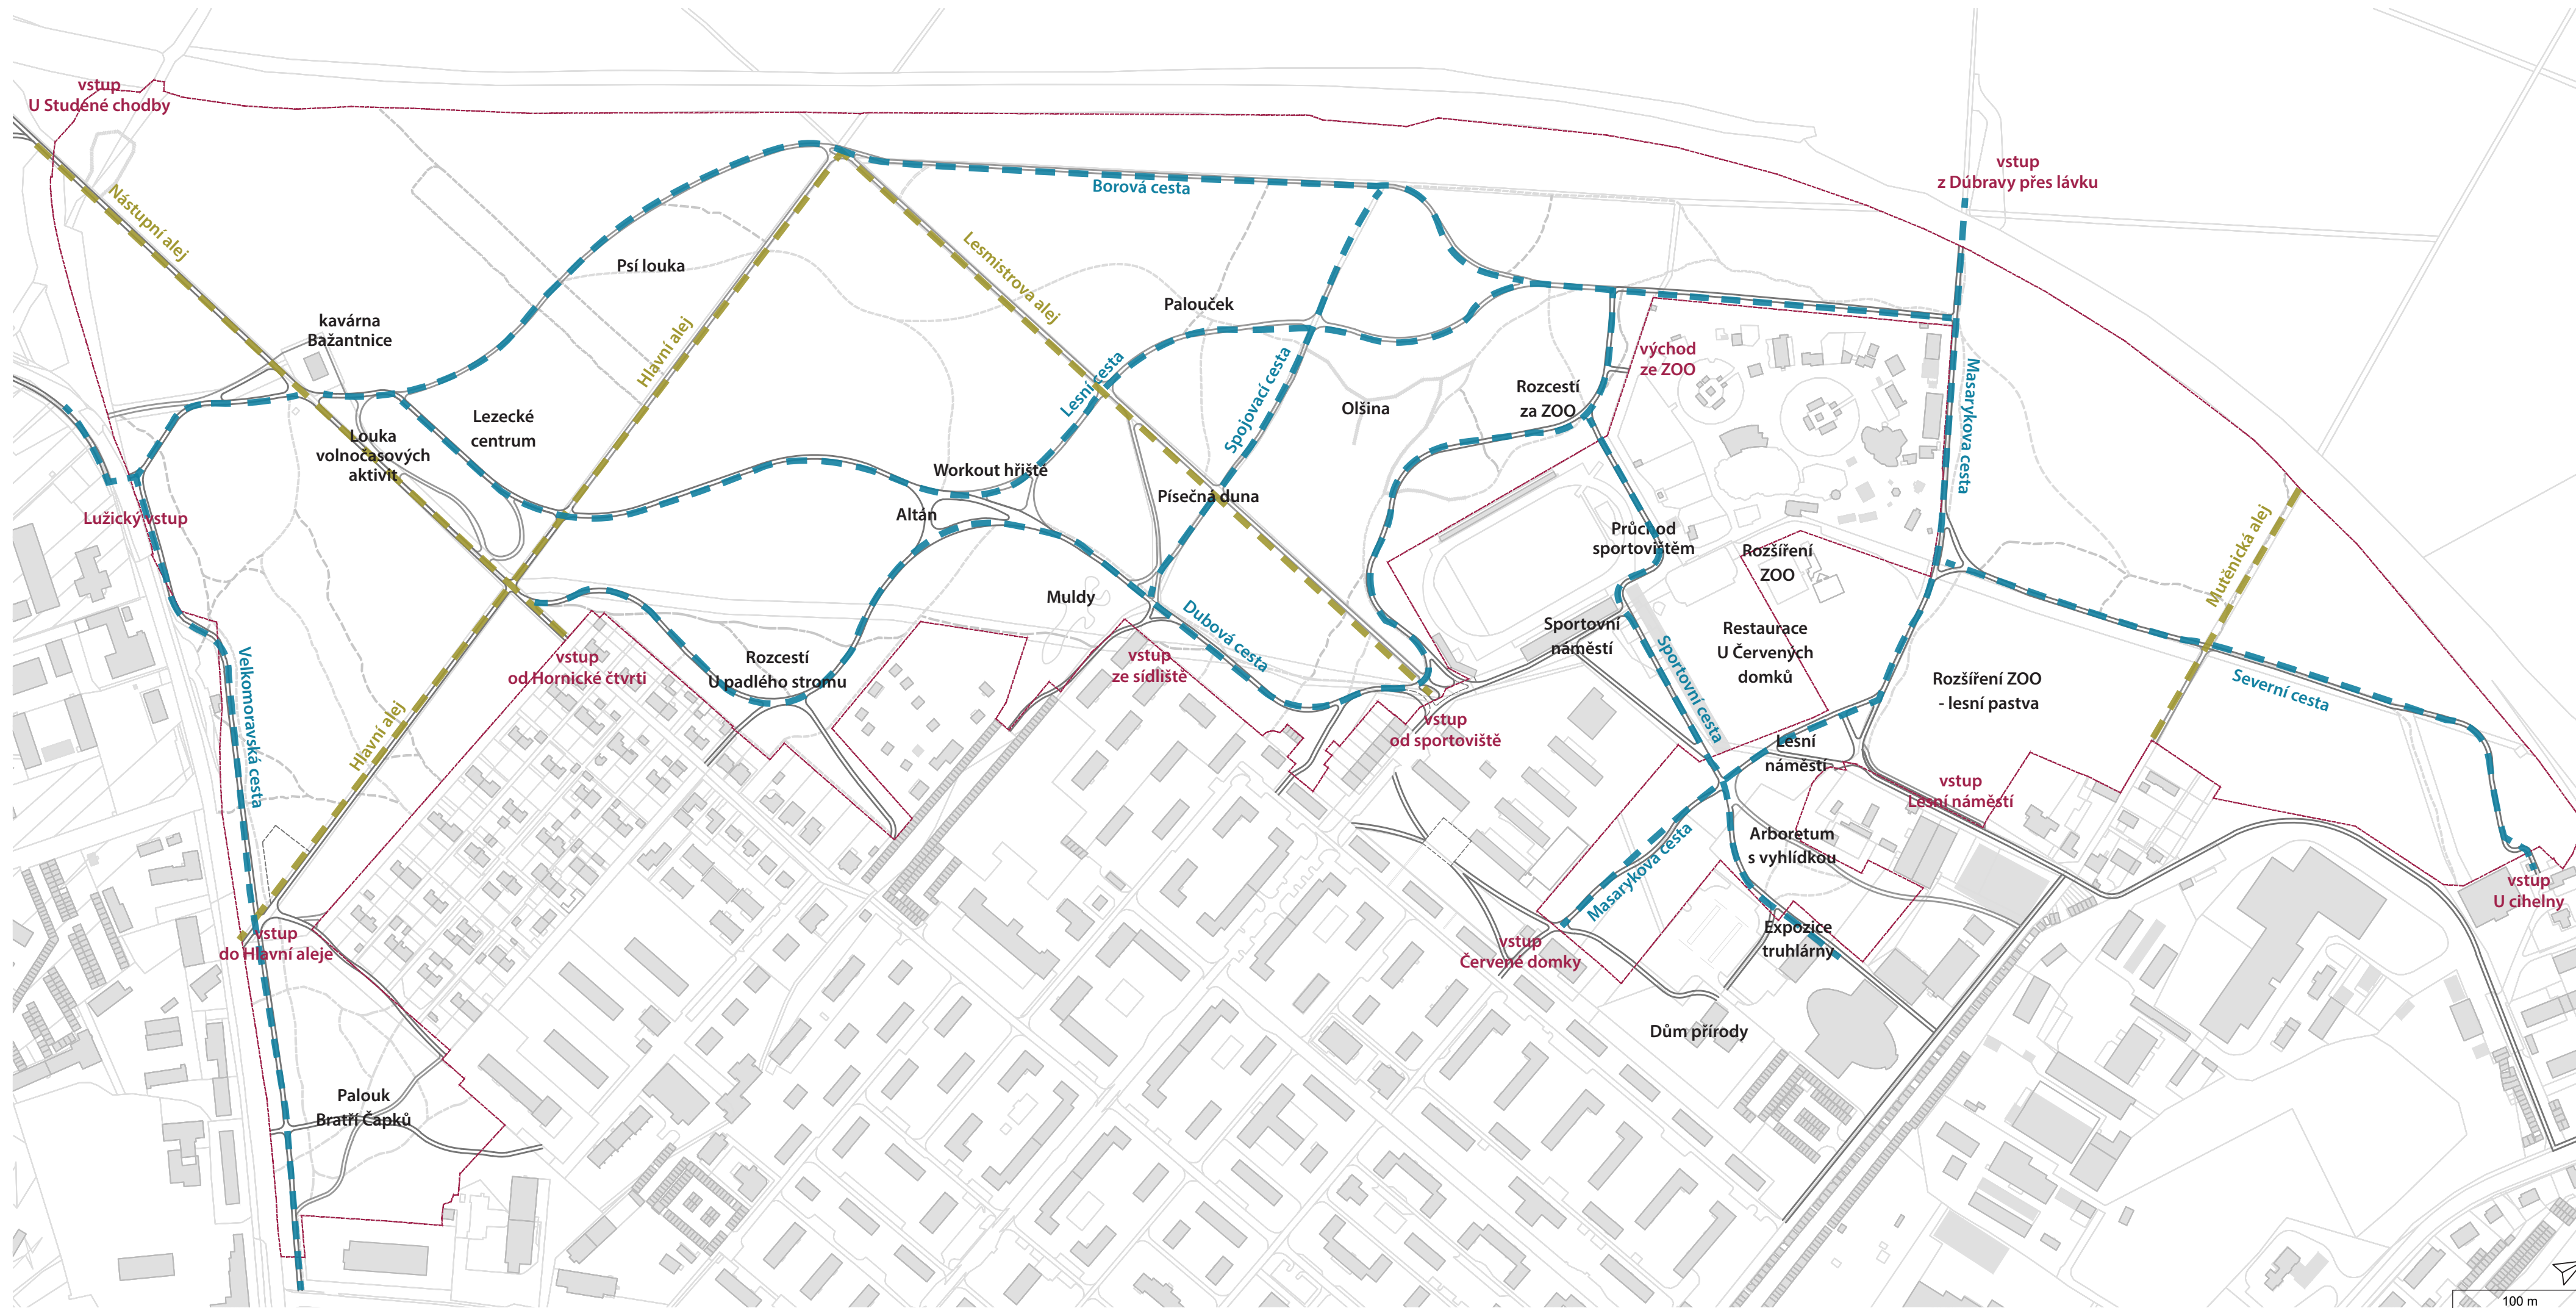 vstup
U Studené chodby
vstup
z Dúbravy přes lávku
Borová cesta
Nástupní alej
Lesmistrova alej
Psí louka
Palouček
kavárna
Bažantnice
Hlavní alej
Lesní cesta
Spojovací cesta
východ
ze ZOO
Masarykova cesta
Rozcestí
za ZOO
Olšina
Lezecké
centrum
Louka
volnočasových
aktivit
Workout hřiště
Písečná duna
Altán
Lužický vstup
Průchod
sportovištěm
Rozšíření
ZOO
Mutěnická alej
Muldy
Dubová cesta
Sportovní
náměstí
Sportovní cesta
Restaurace
U Červených
domků
vstup
od Hornické čtvrti
Rozcestí
U padlého stromu
vstup
ze sídliště
Velkomoravská cesta
Hlavní alej
Rozšíření ZOO
- lesní pastva
Severní cesta
vstup
od sportoviště
Lesní
náměstí
vstup
Lesní náměstí
Arboretum
s vyhlídkou
Masarykova cesta
vstup
U cihelny
vstup
do Hlavní aleje
vstup
Červené domky
Expozice
truhlárny
Dům přírody
Palouk
Bratří Čapků
100 m